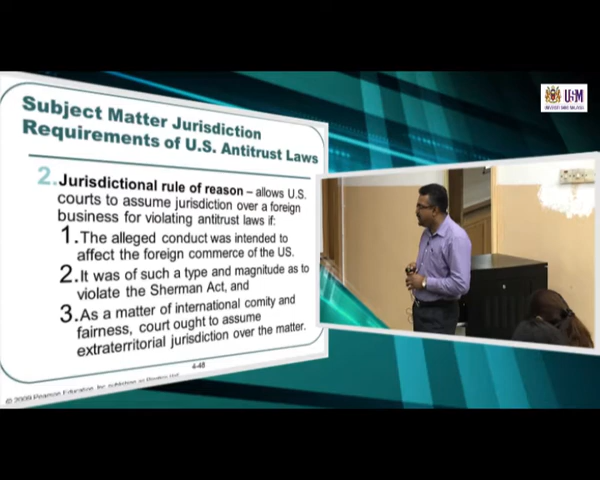 Subject Matter Jurisdiction
Requirements of U.S. Antitrust Laws
2. Jurisdictional rule of reason – allows U.S.
courts to assume jurisdiction over a foreign
business for violating antitrust laws if:
1. The alleged conduct was intended to
affect the foreign commerce of the US.
2. It was of such a type and magnitude as to
violate the Sherman Act, and
3. As a matter of international comity and
fairness, court ought to assume
extraterritorial jurisdiction over the matter.
4-48
© 2009 Pearson Education, Inc.
USM
UNIVERSITI SAINS MALAYSIA